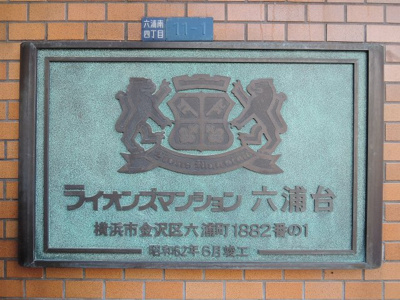 六浦南
四丁目 11-1
ライオンズマンション 六浦台
横浜市金沢区六浦町1882番の1
昭和62年6月竣工